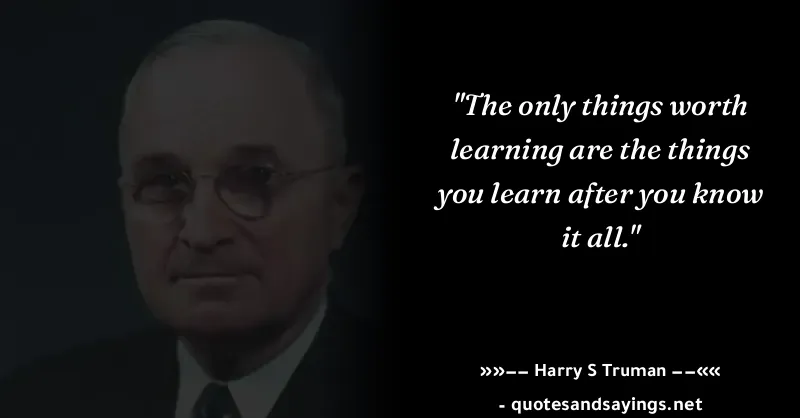 "The only things worth
learning are the things
you learn after you know
it all."
»»−− Harry S Truman −−««
- quotesandsayings.net